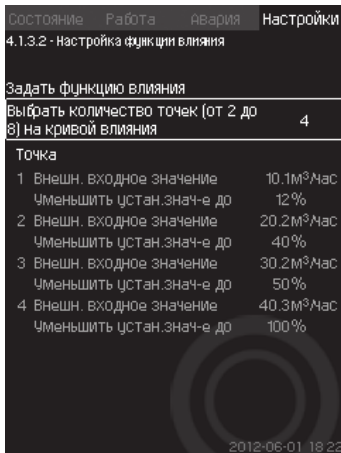 Состояние Работа Авария Настройки
4.1.3.2 - Настройка функции влияния
Задать функцию влияния
Выбрать количество точек (от 2 до
8) на кривой влияния 4
Точка
1 Внешн. входное значение 10.1м³/час
Уменьшить устан.знач-е до 12%
2 Внешн. входное значение 20.2м³/час
Уменьшить устан.знач-е до 40%
3 Внешн. входное значение 30.2м³/час
Уменьшить устан.знач-е до 50%
4 Внешн. входное значение 40.3м³/час
Уменьшить устан.знач-е до 100%
2012-06-01 18:22